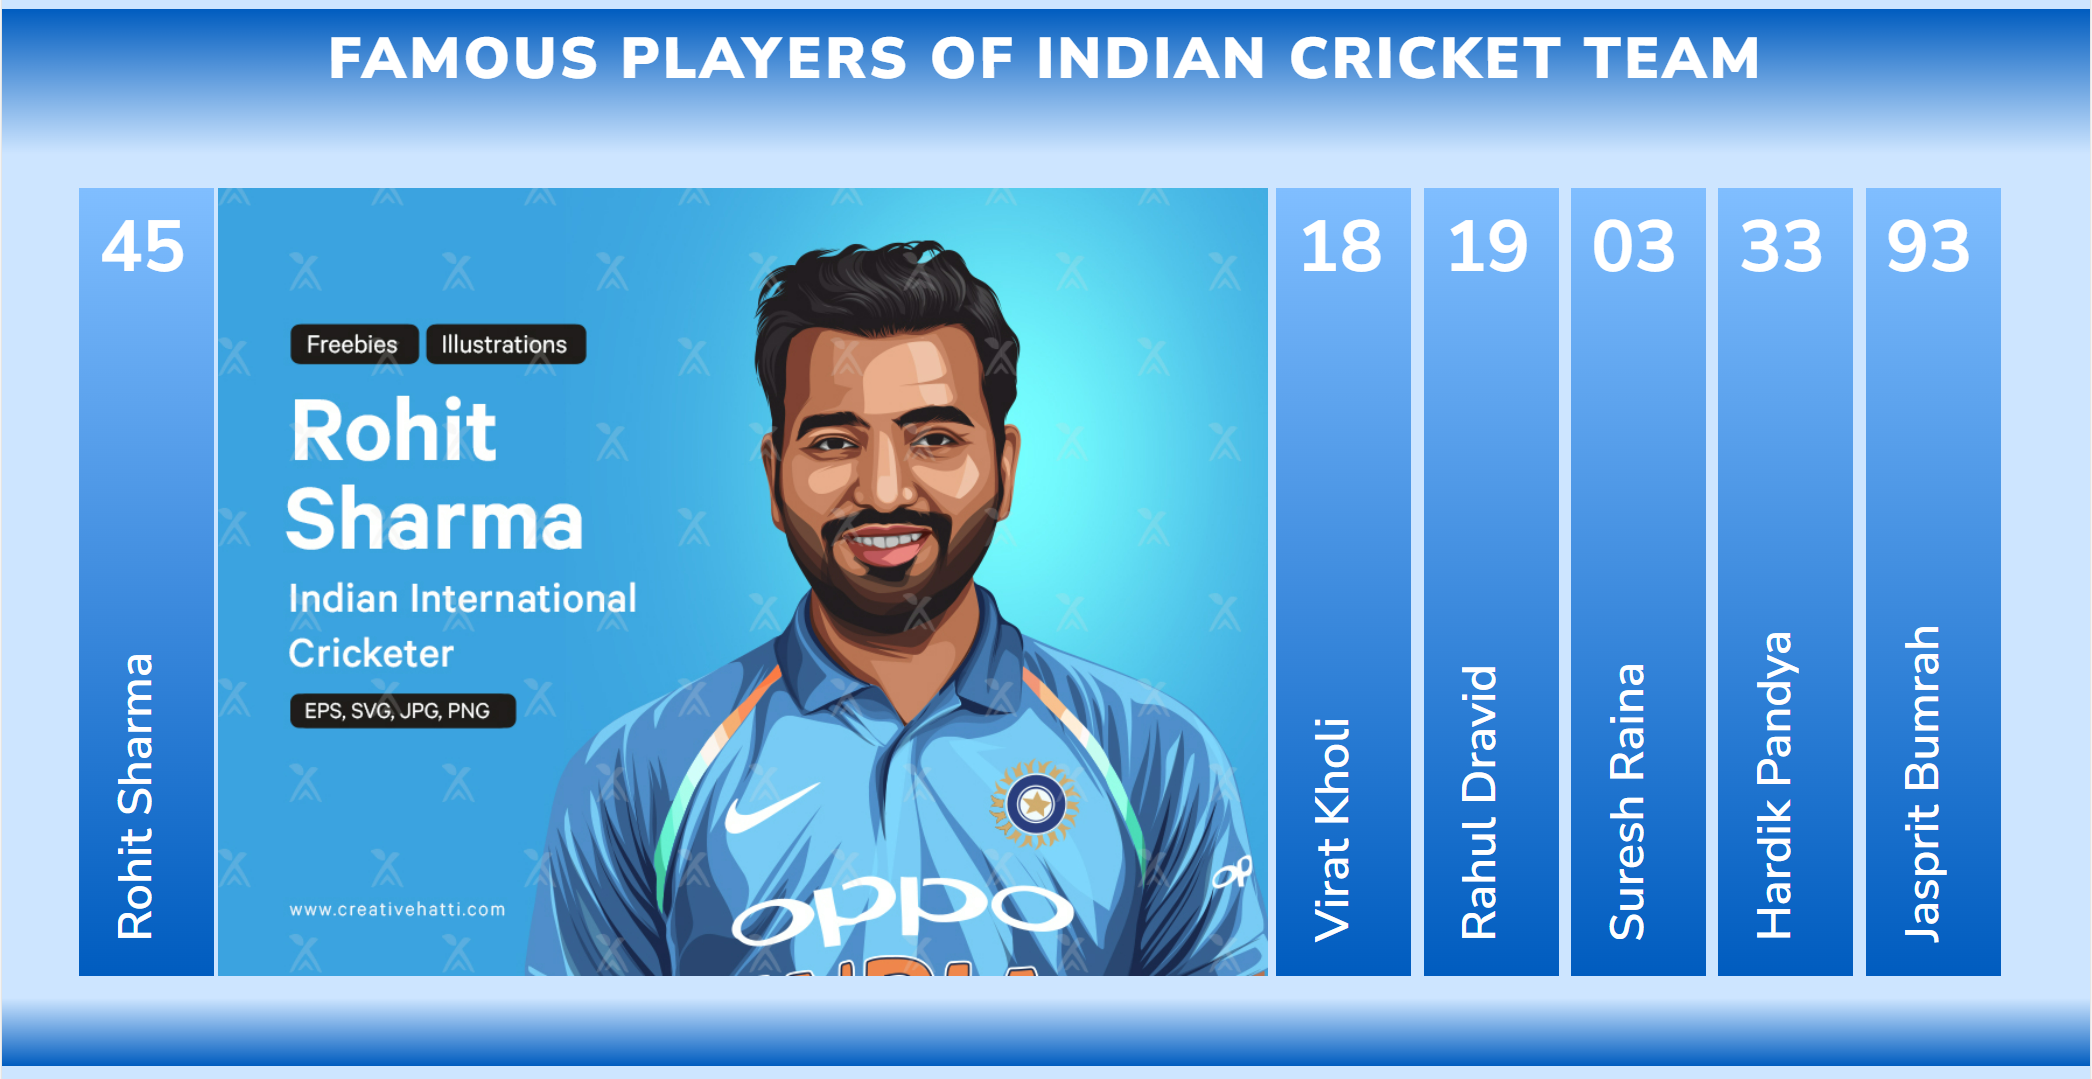 FAMOUS PLAYERS OF INDIAN CRICKET TEAM
45
Rohit Sharma
Freebies Illustrations
Rohit
Sharma
Indian International
Cricketer
EPS, SVG, JPG, PNG
www.creativehatti.com
oppo
op
18
Virat Kholi
19
Rahul Dravid
03
Suresh Raina
33
Hardik Pandya
93
Jasprit Bumrah